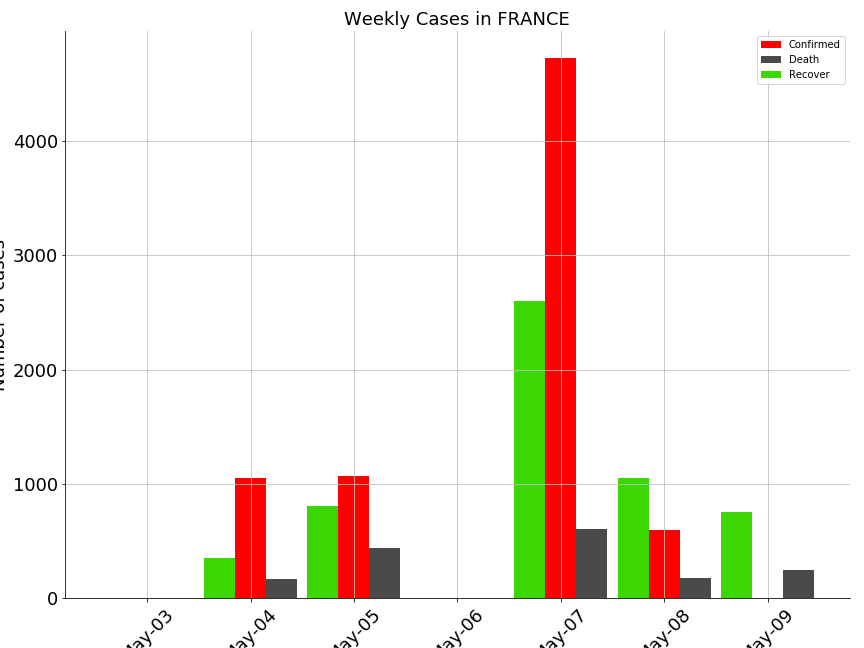 Weekly Cases in FRANCE
Confirmed
Death
Recover
4000
3000
2000
1000
0
Number of cases
May-03
May-04
May-05
May-06
May-07
May-08
May-09